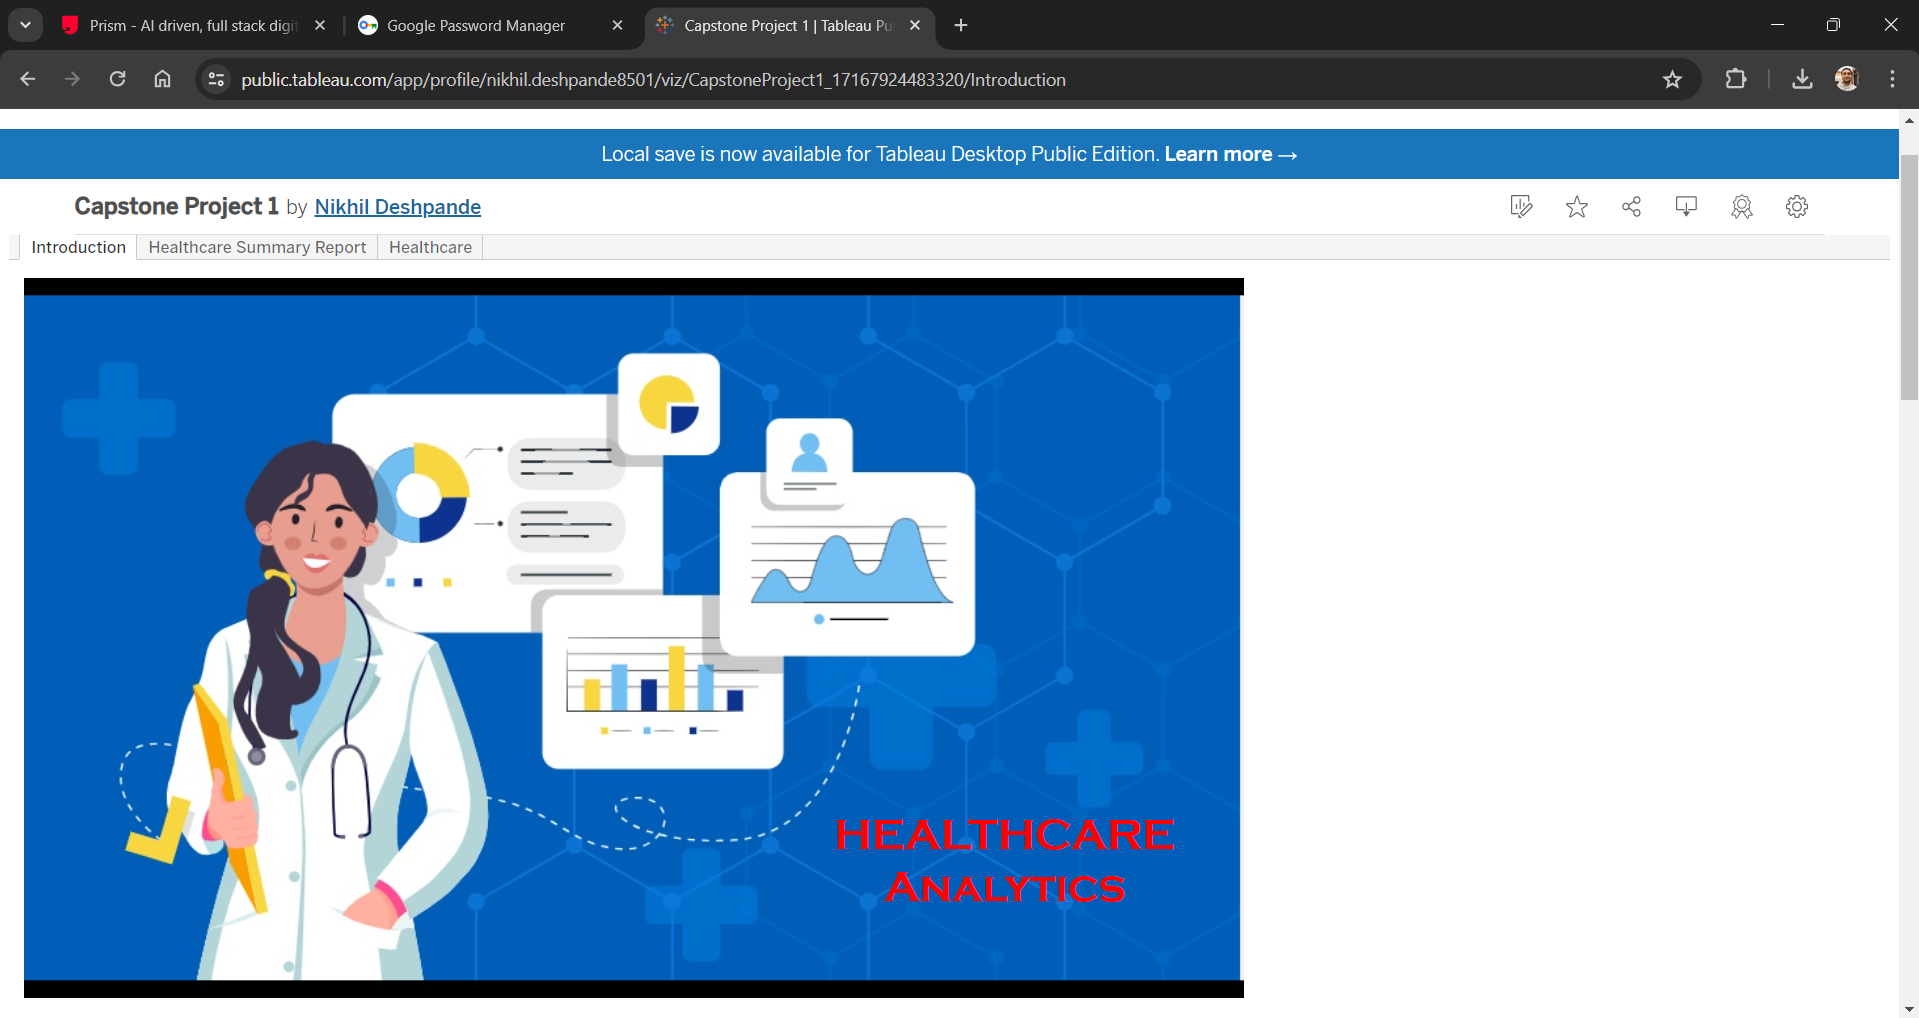 Prism - AI driven, full stack digit
Google Password Manager
Capstone Project 1 | Tableau Pu
public.tableau.com/app/profile/nikhil.deshpande8501/viz/CapstoneProject1_17167924483320/Introduction
Local save is now available for Tableau Desktop Public Edition. Learn more →
Capstone Project 1 by Nikhil Deshpande
Introduction
Healthcare Summary Report
Healthcare
HEALTHCARE
ANALYTICS